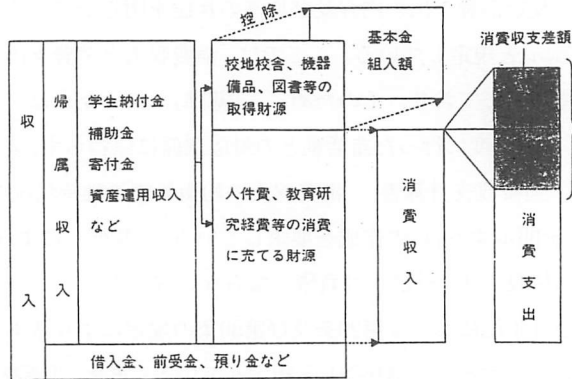 控除
基本金
組入額
消費収支差額
校地校舎、機器
備品、図書等の
取得財源
収入
帰属収入
学生納付金
補助金
寄付金
資産運用収入
など
人件費、教育研
究経費等の消費
に充てる財源
消費収入
消費支出
借入金、前受金、預り金など